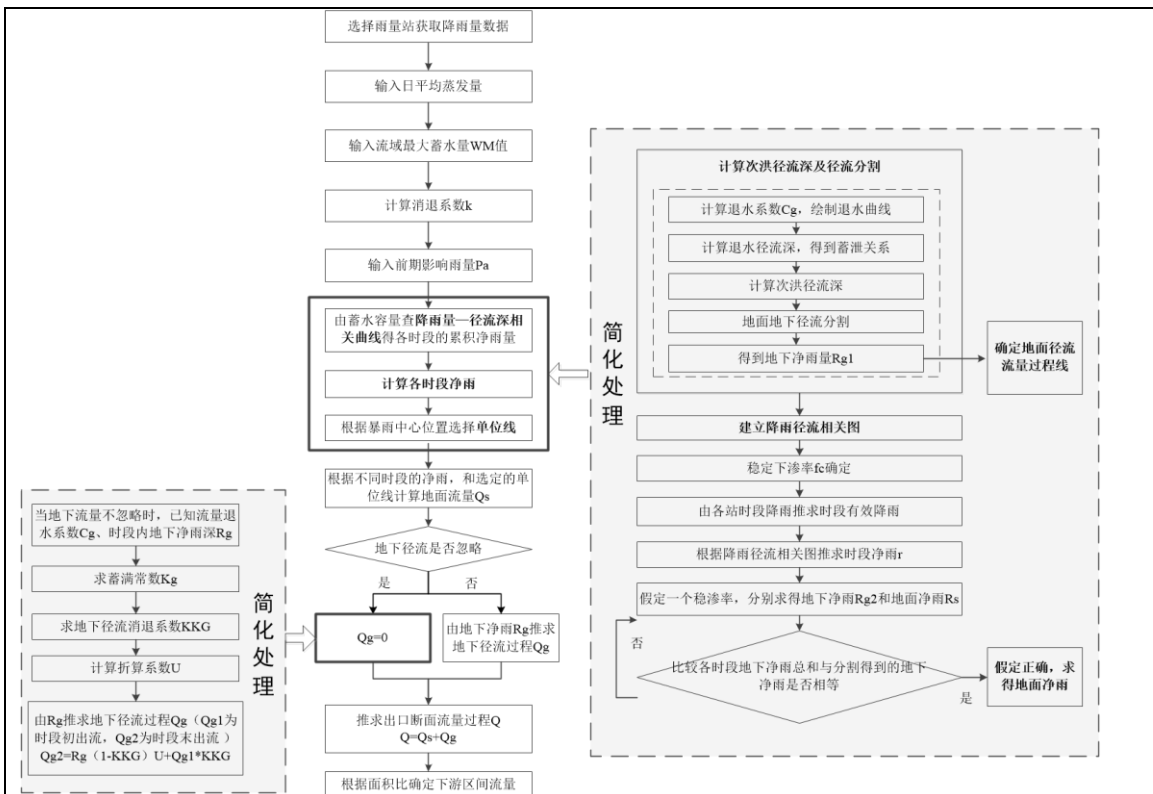 选择雨量站获取降雨量数据
输入日平均蒸发量
输入流域最大蓄水量WM值
计算消退系数k
输入前期影响雨量Pa
由蓄水容量查降雨量—径流深相
关曲线得各时段的累积净雨量
计算各时段净雨
根据暴雨中心位置选择单位线
根据不同时段的净雨，和选定的单
位线计算地面流量Qs
地下径流是否忽略
是
否
Qg=0
由地下净雨Rg推求
地下径流过程Qg
推求出口断面流量过程Q
Q=Qs+Qg
根据面积比确定下游区间流量
当地下流量不忽略时，已知流量退
水系数Cg、时段内地下净雨深Rg
求蓄满常数Kg
求地下径流消退系数KKG
计算折算系数U
由Rg推求地下径流过程Qg（Qg1为
时段初出流，Qg2为时段末出流）
Qg2=Rg（1-KKG）U+Qg1*KKG
简化处理
简化处理
计算次洪径流深及径流分割
计算退水系数Cg，绘制退水曲线
计算退水径流深，得到蓄泄关系
计算次洪径流深
地面地下径流分割
得到地下净雨量Rg1
确定地面径流
流量过程线
建立降雨径流相关图
稳定下渗率fc确定
由各站时段降雨推求时段有效降雨
根据降雨径流相关图推求时段净雨r
假定一个稳渗率，分别求得地下净雨Rg2和地面净雨Rs
否
比较各时段地下净雨总和与分割得到的地下
净雨是否相等
是
假定正确，求
得地面净雨